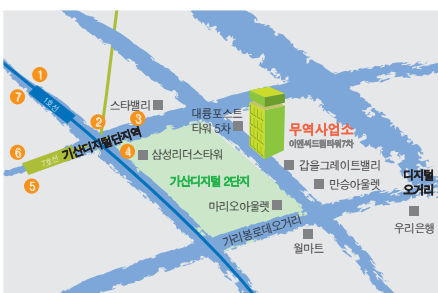 1
7
1호선
2
스타밸리
3
대륭포스트
타워 5차
무역사업소
이앤씨드림타워7차
가산디지털단지역
6
7호선
5
4
삼성리더스타워
갑을그레이트밸리
가산디지털 2단지
만승아울렛
디지털
오거리
마리오아울렛
가리봉로데오거리
우리은행
월마트